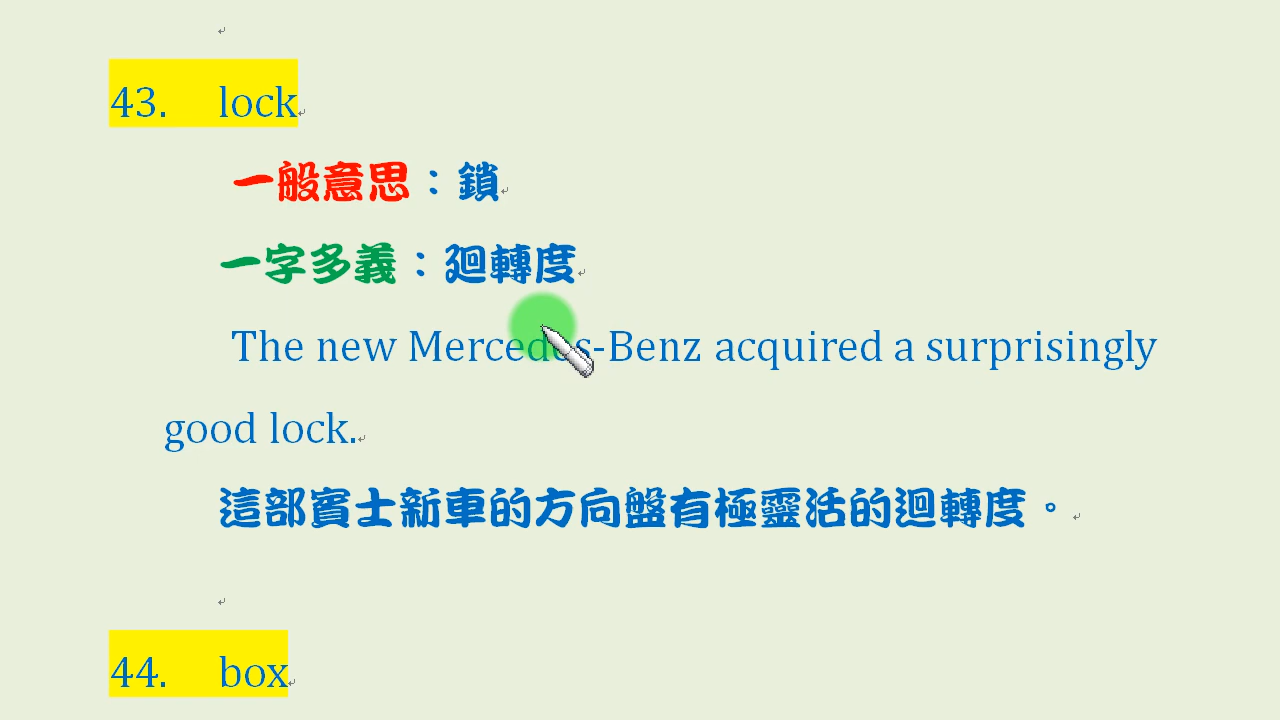 43. lock
一般意思：鎖
一字多義：廻轉度
The new Mercedes-Benz acquired a surprisingly
good lock.
這部賓士新車的方向盤有極靈活的迴轉度。
44. box